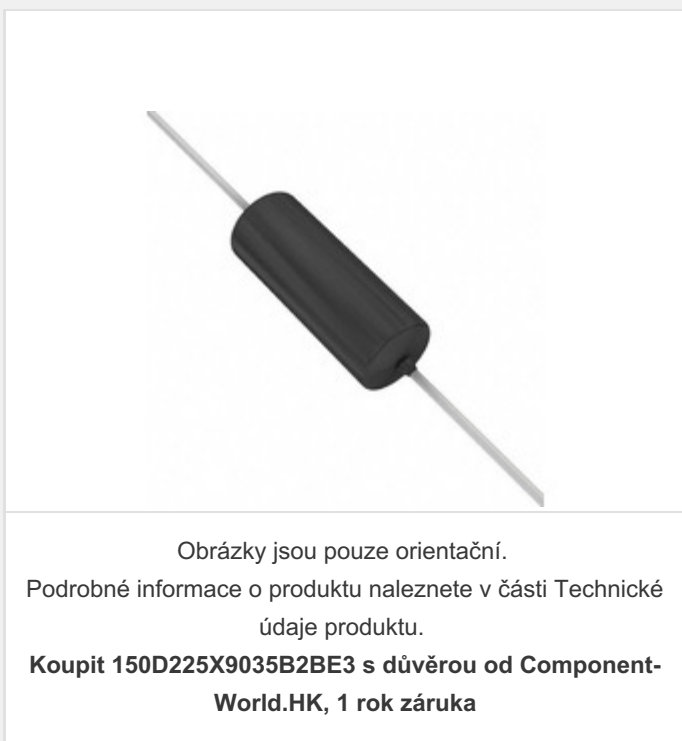 Obrázky jsou pouze orientační.
Podrobné informace o produktu naleznete v části Technické
údaje produktu.
Koupit 150D225X9035B2BE3 s důvěrou od Component-
World.HK, 1 rok záruka